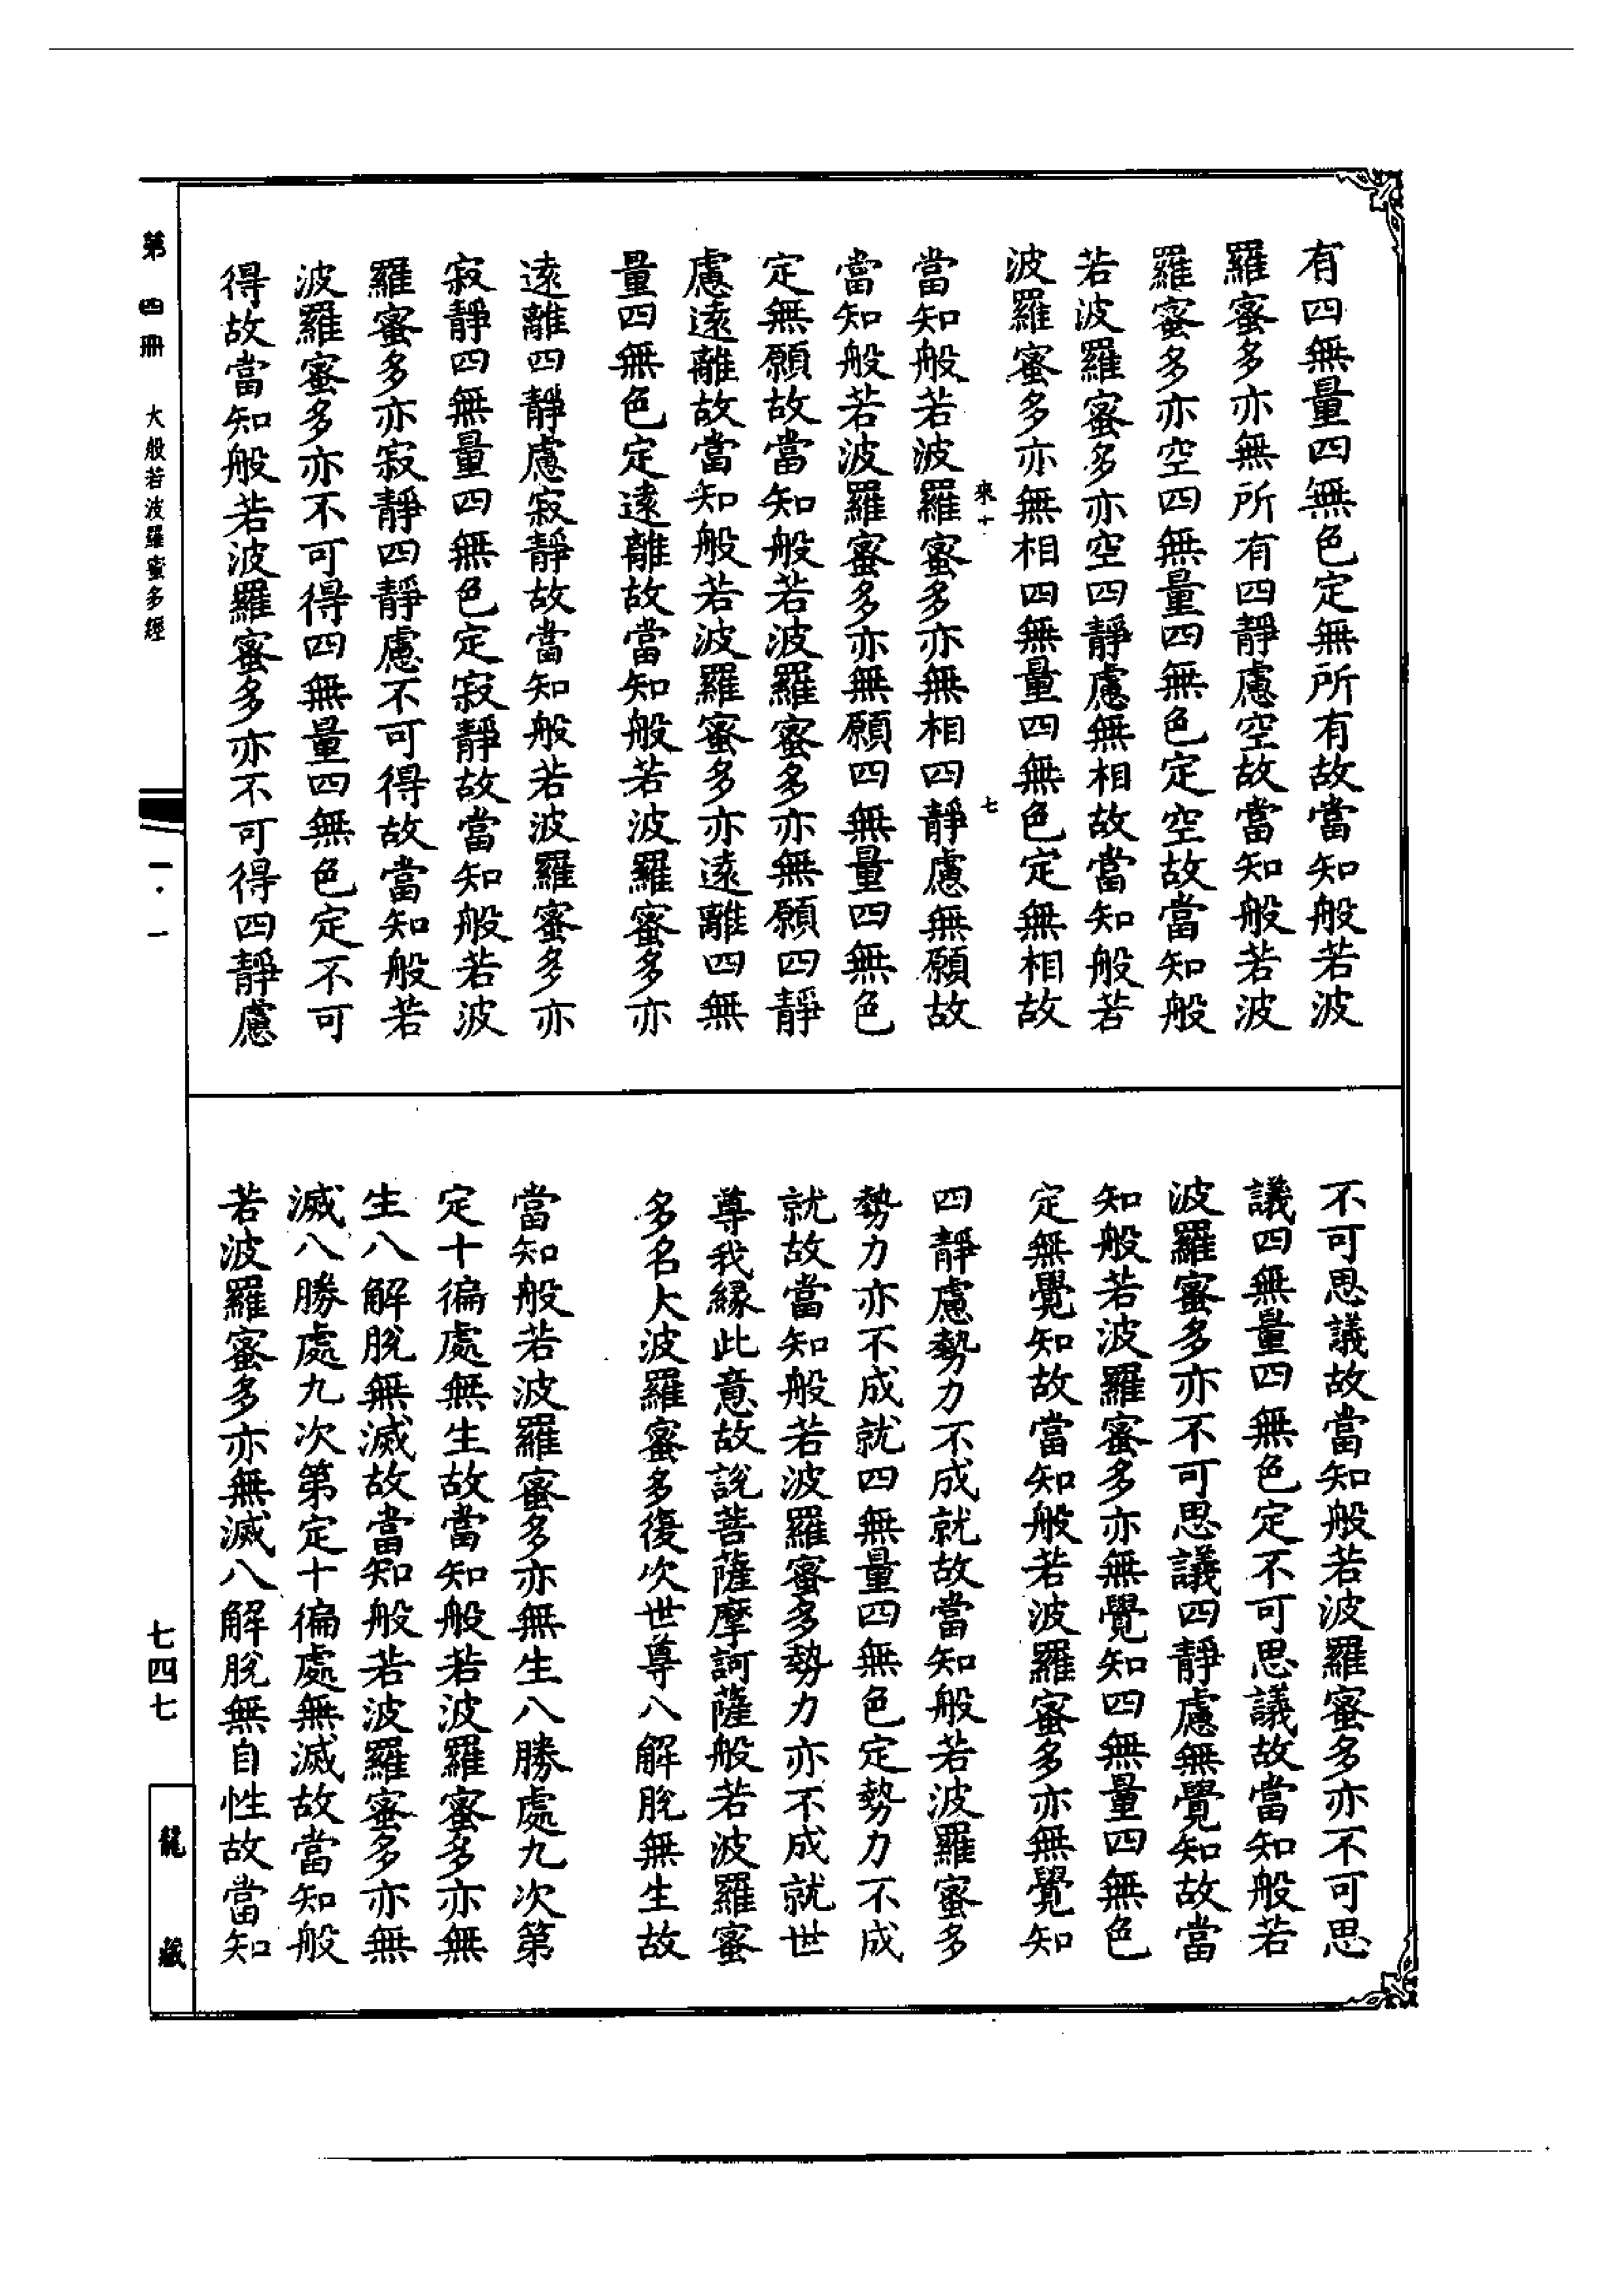 有四無量四無色定無所有故當知般若波
羅蜜多亦無所有四靜慮空故當知般若波
羅蜜多亦空四無量四無色定空故當知般
若波羅蜜多亦空四靜慮無相故當知般若
波羅蜜多亦無相四無量四無色定無相故
來十
七
當知般若波羅蜜多亦無相四靜慮無願故
當知般若波羅蜜多亦無願四無量四無色
定無願故當知般若波羅蜜多亦無願四靜
慮遠離故當知般若波羅蜜多亦遠離四無
量四無色定遠離故當知般若波羅蜜多亦
遠離四靜慮寂靜故當知般若波羅蜜多亦
寂靜四無量四無色定寂靜故當知般若波
羅蜜多亦寂靜四靜慮不可得故當知般若
波羅蜜多亦不可得四無量四無色定不可
得故當知般若波羅蜜多亦不可得四靜慮
不可思議故當知般若波羅蜜多亦不可思
議四無量四無色定不可思議故當知般若
波羅蜜多亦不可思議四靜慮無覺知故當
知般若波羅蜜多亦無覺知四無量四無色
定無覺知故當知般若波羅蜜多亦無覺知
四靜慮勢力不成就故當知般若波羅蜜多
勢力亦不成就四無量四無色定勢力不成
就故當知般若波羅蜜多勢力亦不成就世
尊我緣此意故說菩薩摩訶薩般若波羅蜜
多名大波羅蜜多復次世尊八解脫無生故
當知般若波羅蜜多亦無生八勝處九次第
定十徧處無生故當知般若波羅蜜多亦無
生八解脫無滅故當知般若波羅蜜多亦無
滅八勝處九次第定十徧處無滅故當知般
若波羅蜜多亦無滅八解脫無自性故當知
第四冊 大般若波羅蜜多經
一·一
七四七
龍藏